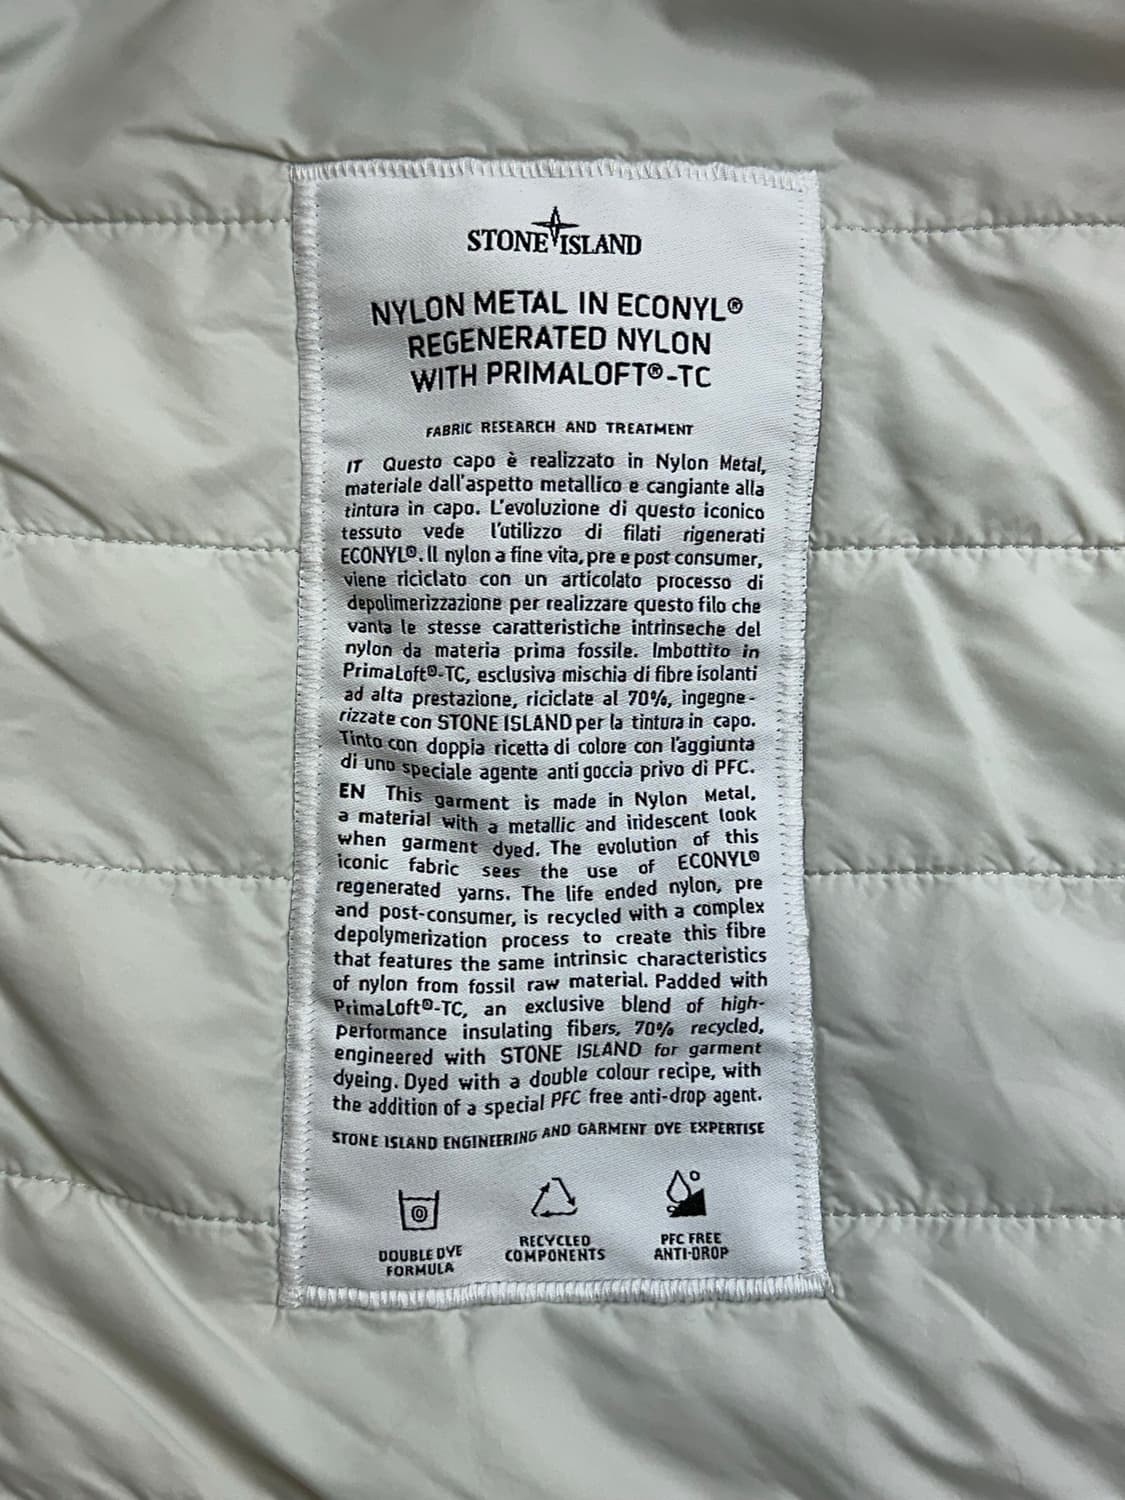 STONE ISLAND
NYLON METAL IN ECONYL®
REGENERATED NYLON
WITH PRIMALOFT®-TC
FABRIC RESEARCH AND TREATMENT
IT Questo capo è realizzato in Nylon Metal,
materiale dall'aspetto metallico e cangiante alla
tintura in capo. L'evoluzione di questo iconico
tessuto vede l'utilizzo di filati rigenerati
ECONYL®. Il nylon a fine vita, pre e post consumer,
viene riciclato con un articolato processo di
depolimerizzazione per realizzare questo filo che
vanta le stesse caratteristiche intrinseche del
nylon da materia prima fossile. Imbottito in
PrimaLoft®-TC, esclusiva mischia di fibre isolanti
ad alta prestazione, riciclate al 70%, ingegne-
rizzate con STONE ISLAND per la tintura in capo.
Tinto con doppia ricetta di colore con l'aggiunta
di uno speciale agente anti goccia privo di PFC.
EN This garment is made in Nylon Metal,
a material with a metallic and iridescent look
when garment dyed. The evolution of this
iconic fabric sees the use of ECONYL®
regenerated yarns. The life ended nylon, pre
and post-consumer, is recycled with a complex
depolymerization process to create this fibre
that features the same intrinsic characteristics
of nylon from fossil raw material. Padded with
PrimaLoft®-TC, an exclusive blend of high-
performance insulating fibers, 70% recycled,
engineered with STONE ISLAND for garment
dyeing. Dyed with a double colour recipe, with
the addition of a special PFC free anti-drop agent.
STONE ISLAND ENGINEERING AND GARMENT DYE EXPERTISE
DOUBLE DYE
FORMULA
RECYCLED
COMPONENTS
PFC FREE
ANTI-DROP